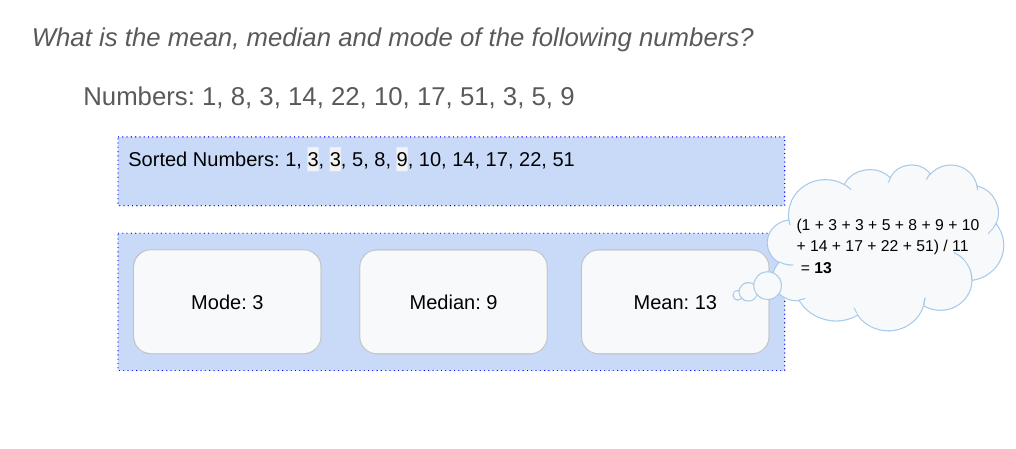 What is the mean, median and mode of the following numbers?
Numbers: 1, 8, 3, 14, 22, 10, 17, 51, 3, 5, 9
Sorted Numbers: 1, 3, 3, 5, 8, 9, 10, 14, 17, 22, 51
(1 + 3 + 3 + 5 + 8 + 9 + 10
+ 14 + 17 + 22 + 51) / 11
= 13
Mode: 3
Median: 9
Mean: 13